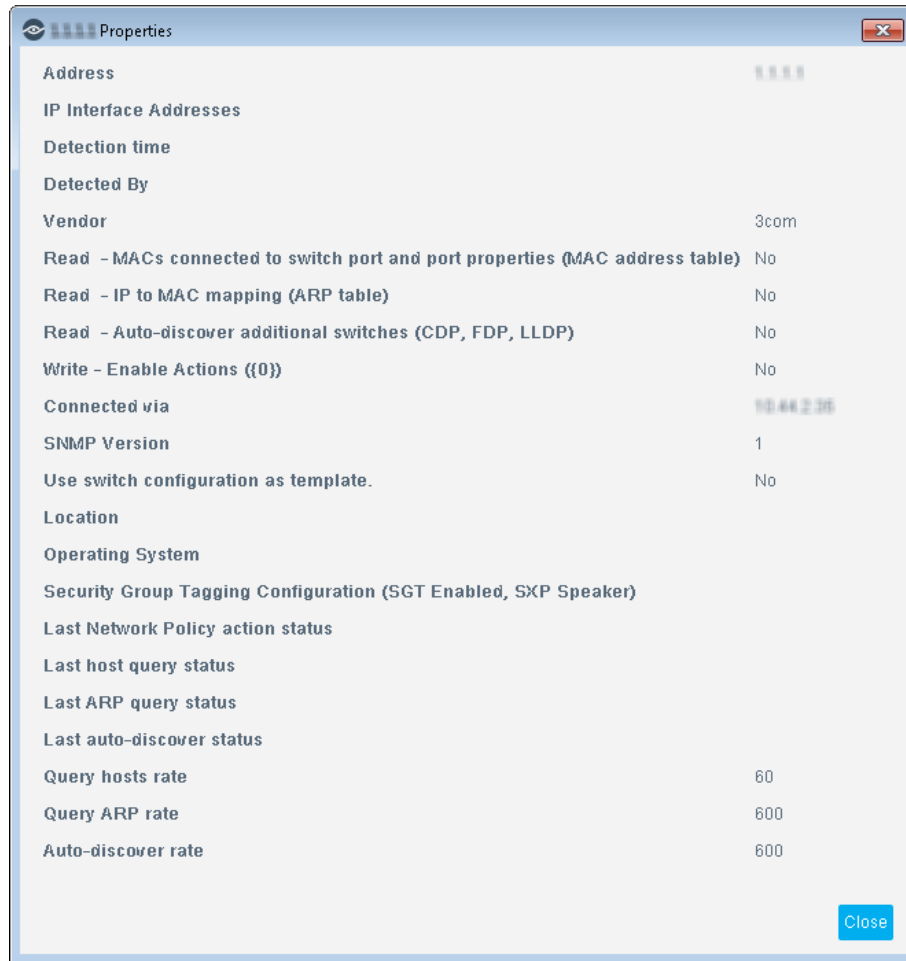 Properties
Address
IP Interface Addresses
Detection time
Detected By
Vendor 3com
Read - MACs connected to switch port and port properties (MAC address table) No
Read - IP to MAC mapping (ARP table) No
Read - Auto-discover additional switches (CDP, FDP, LLDP) No
Write - Enable Actions ({0}) No
Connected via
SNMP Version 1
Use switch configuration as template. No
Location
Operating System
Security Group Tagging Configuration (SGT Enabled, SXP Speaker)
Last Network Policy action status
Last host query status
Last ARP query status
Last auto-discover status
Query hosts rate 60
Query ARP rate 600
Auto-discover rate 600
Close